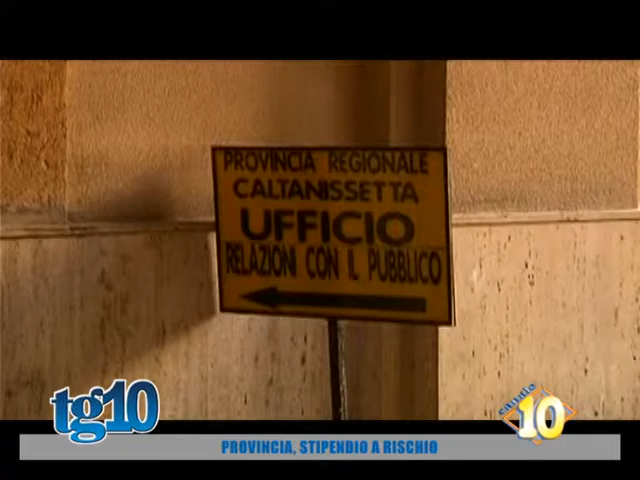 PROVINCIA REGIONALE
CALTANISSETTA
UFFICIO
RELAZIONI CON IL PUBBLICO
tg10
canale
10
PROVINCIA, STIPENDIO A RISCHIO